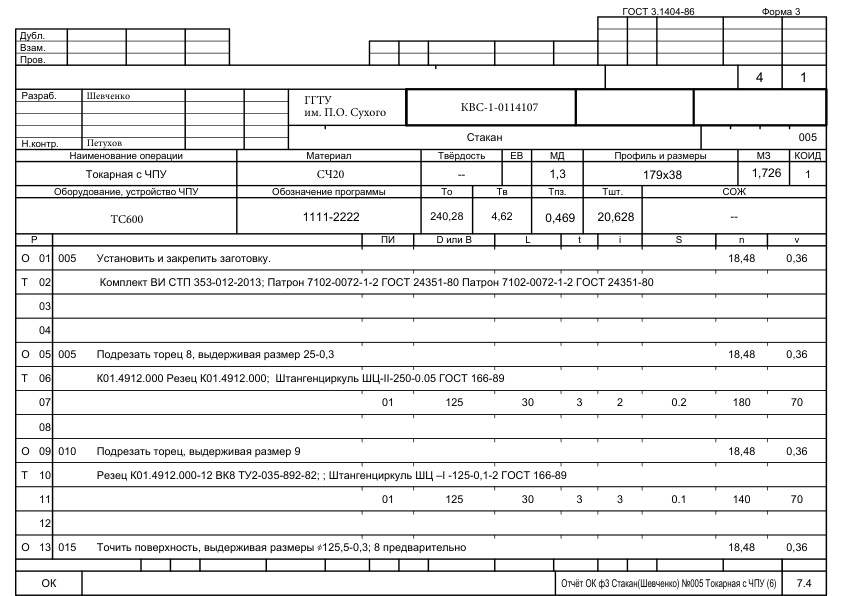 ГОСТ 3.1404-86 Форма 3
Дубл.
Взам.
Пров.
4 1
Разраб. Шевченко
ГГТУ
им. П.О. Сухого
КВС-1-0114107
Стакан 005
Н.контр. Петухов
Наименование операции Материал Твёрдость ЕВ МД Профиль и размеры МЗ КОИД
Токарная с ЧПУ СЧ20 -- 1,3 179х38 1,726 1
Оборудование, устройство ЧПУ Обозначение программы То Тв Тпз. Тшт. СОЖ
ТС600 1111-2222 240,28 4,62 0,469 20,628 --
Р ПИ D или В L t i S n v
О 01 005 Установить и закрепить заготовку. 18,48 0,36
Т 02 Комплект ВИ СТП 353-012-2013; Патрон 7102-0072-1-2 ГОСТ 24351-80 Патрон 7102-0072-1-2 ГОСТ 24351-80
03
04
О 05 005 Подрезать торец 8, выдерживая размер 25-0,3 18,48 0,36
Т 06 К01.4912.000 Резец К01.4912.000; Штангенциркуль ШЦ-II-250-0.05 ГОСТ 166-89
07 01 125 30 3 2 0.2 180 70
08
О 09 010 Подрезать торец, выдерживая размер 9 18,48 0,36
Т 10 Резец К01.4912.000-12 ВК8 ТУ2-035-892-82; ; Штангенциркуль ШЦ –I -125-0,1-2 ГОСТ 166-89
11 01 125 30 3 3 0.1 140 70
12
О 13 015 Точить поверхность, выдерживая размеры ⌀125,5-0,3; 8 предварительно 18,48 0,36
ОК Отчёт ОК ф3 Стакан(Шевченко) №005 Токарная с ЧПУ (6) 7.4